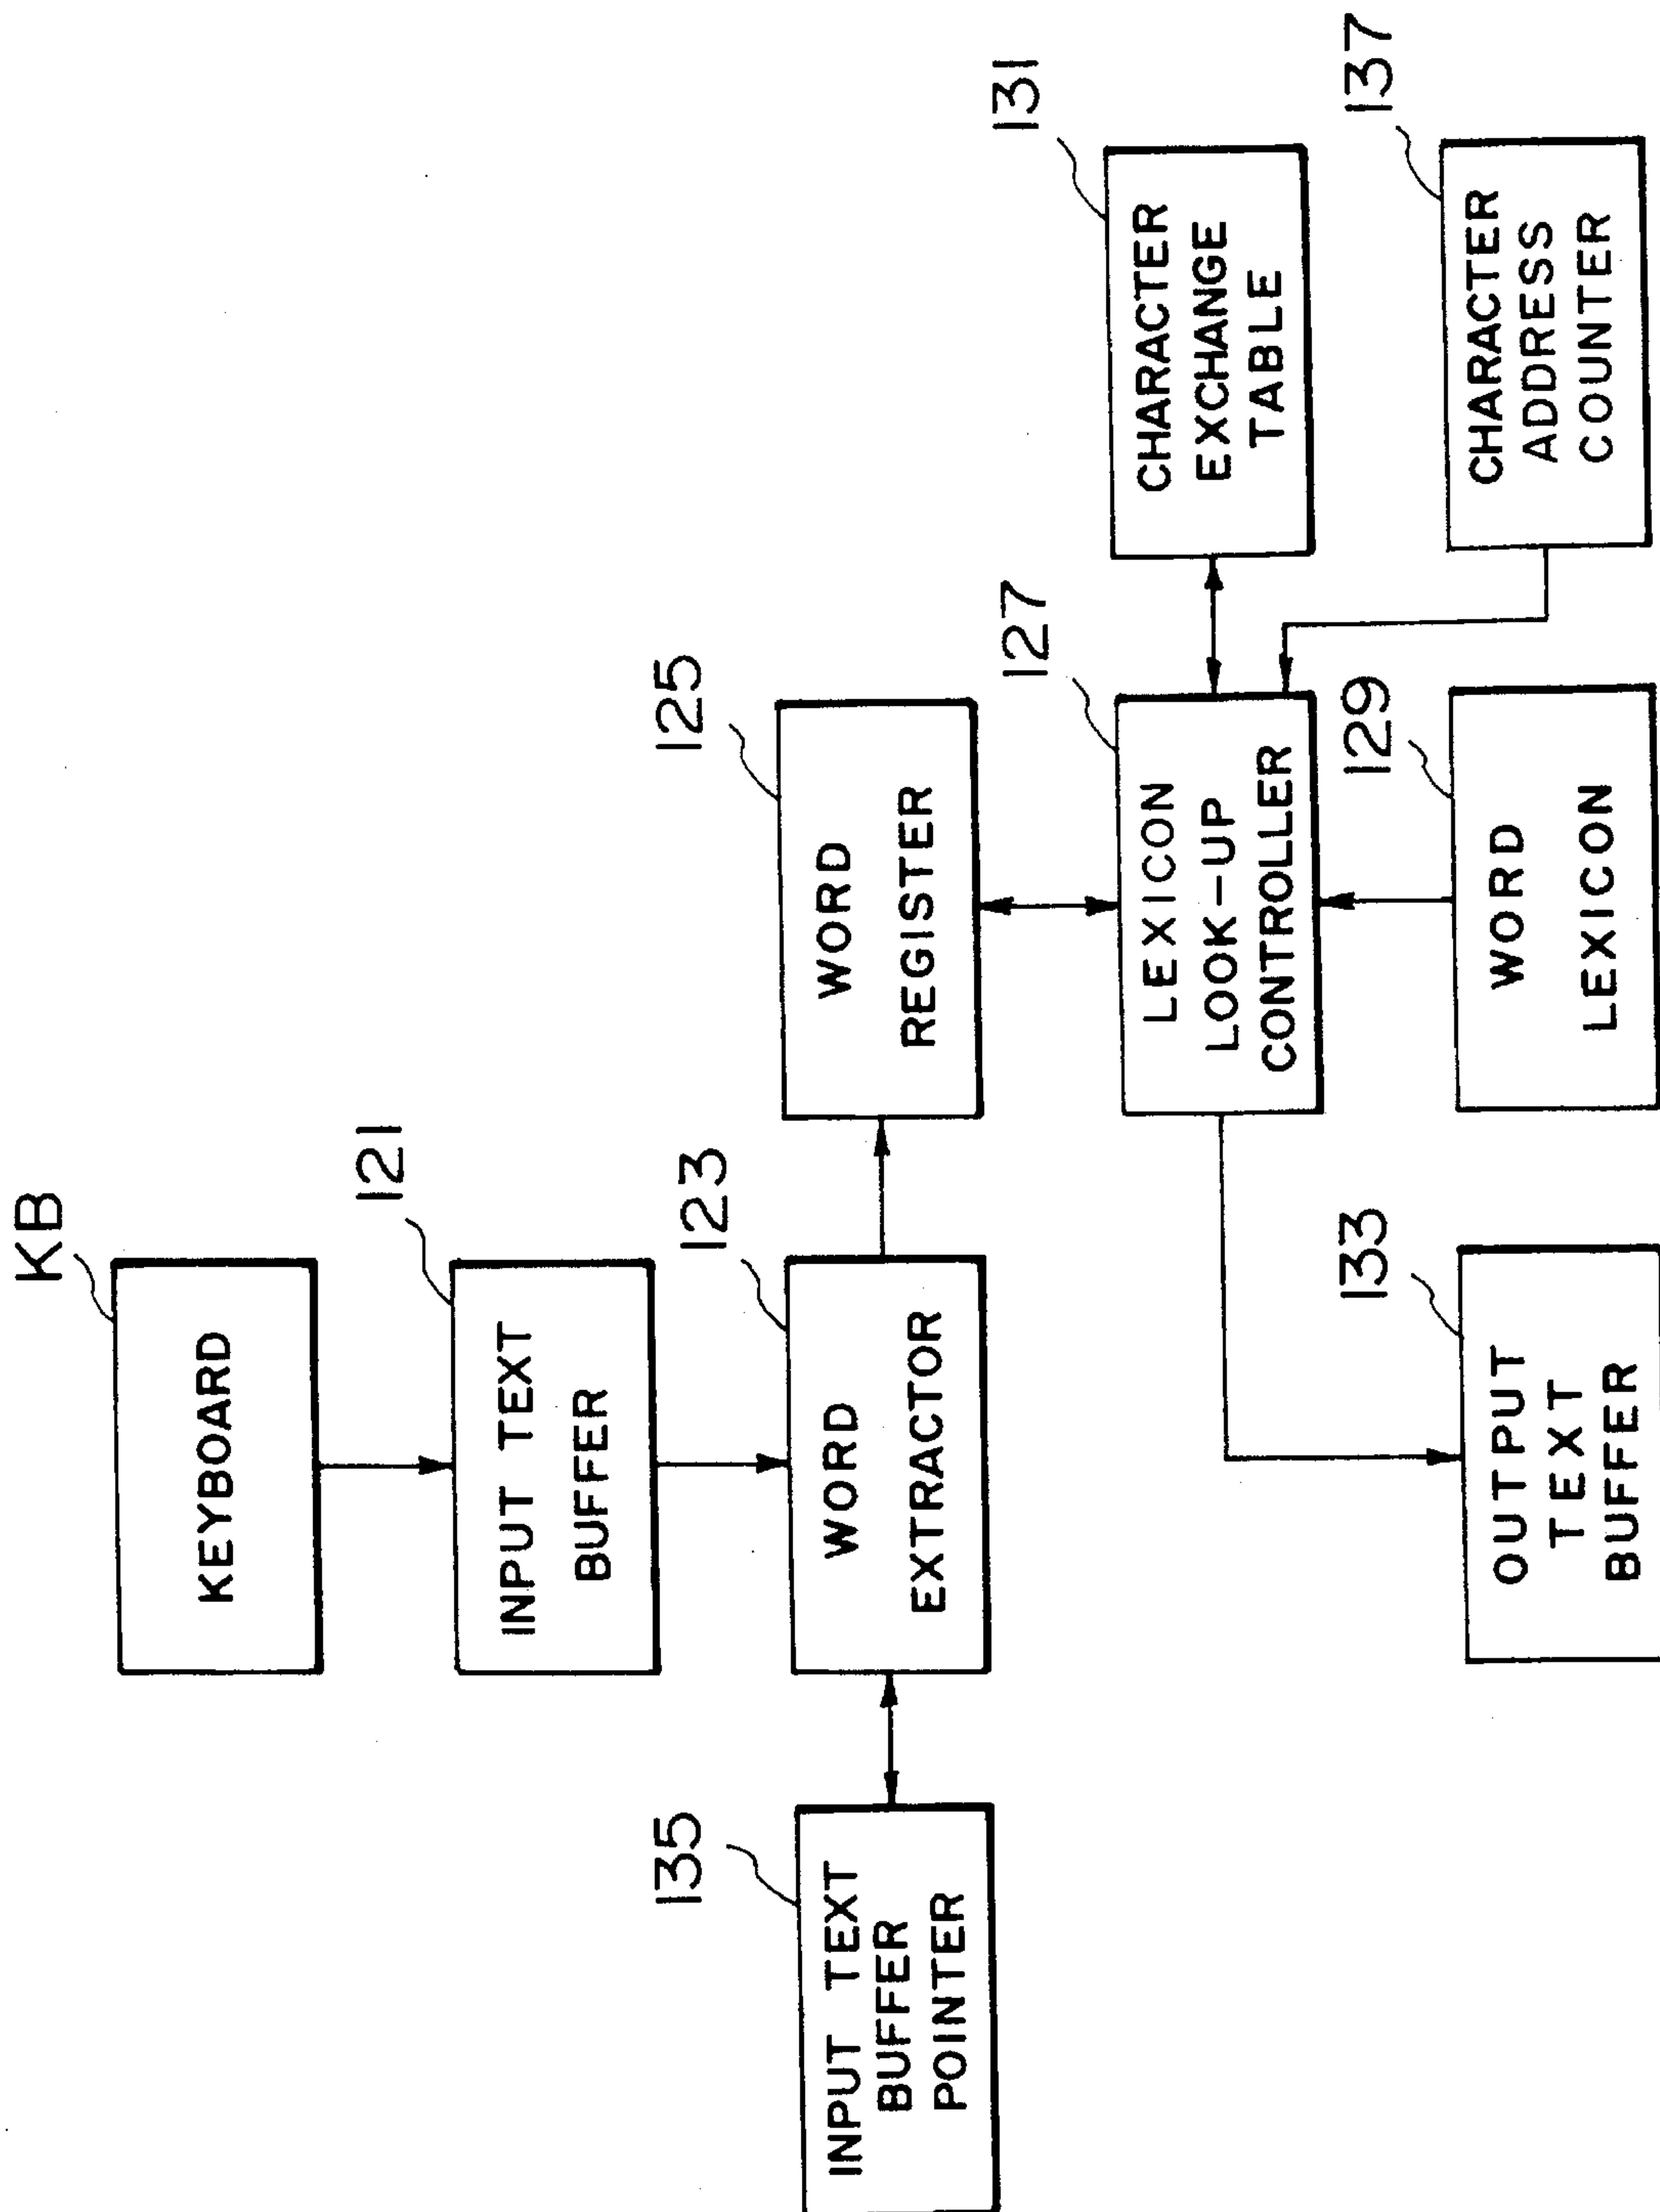 KB
KEYBOARD
121
INPUT TEXT
BUFFER
135
INPUT TEXT
BUFFER
POINTER
123
WORD
EXTRACTOR
125
WORD
REGISTER
127
LEXICON
LOOK-UP
CONTROLLER
131
CHARACTER
EXCHANGE
TABLE
133
OUTPUT
TEXT
BUFFER
129
WORD
LEXICON
137
CHARACTER
ADDRESS
COUNTER